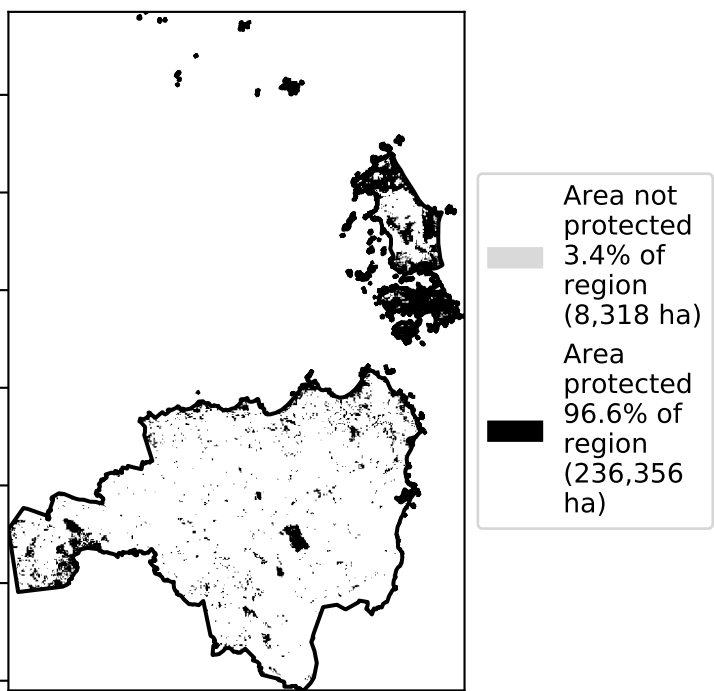 Area not
protected
3.4% of
region
(8,318 ha)
Area
protected
96.6% of
region
(236,356
ha)